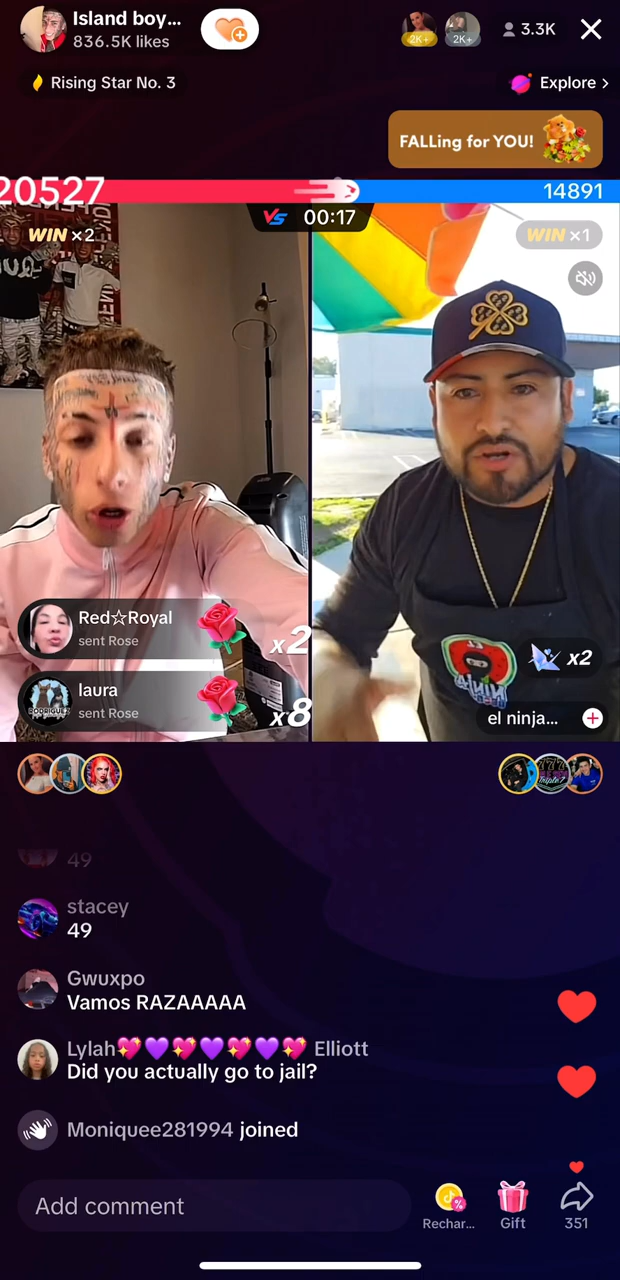 Island boy...
836.5K likes
2K+
2K+
3.3K
Rising Star No. 3
Explore >
FALLing for YOU!
20527
14891
VS 00:17
WIN ×2
WIN ×1
Red☆Royal
sent Rose
x2
laura
sent Rose
x8
RODRIGUEZ
NINJA
x2
el ninja...
49
stacey
49
Gwuxpo
Vamos RAZAAAAA
Lylah💖💜💖💜💖💜💖 Elliott
Did you actually go to jail?
Moniquee281994 joined
Add comment
Rechar...
Gift
351